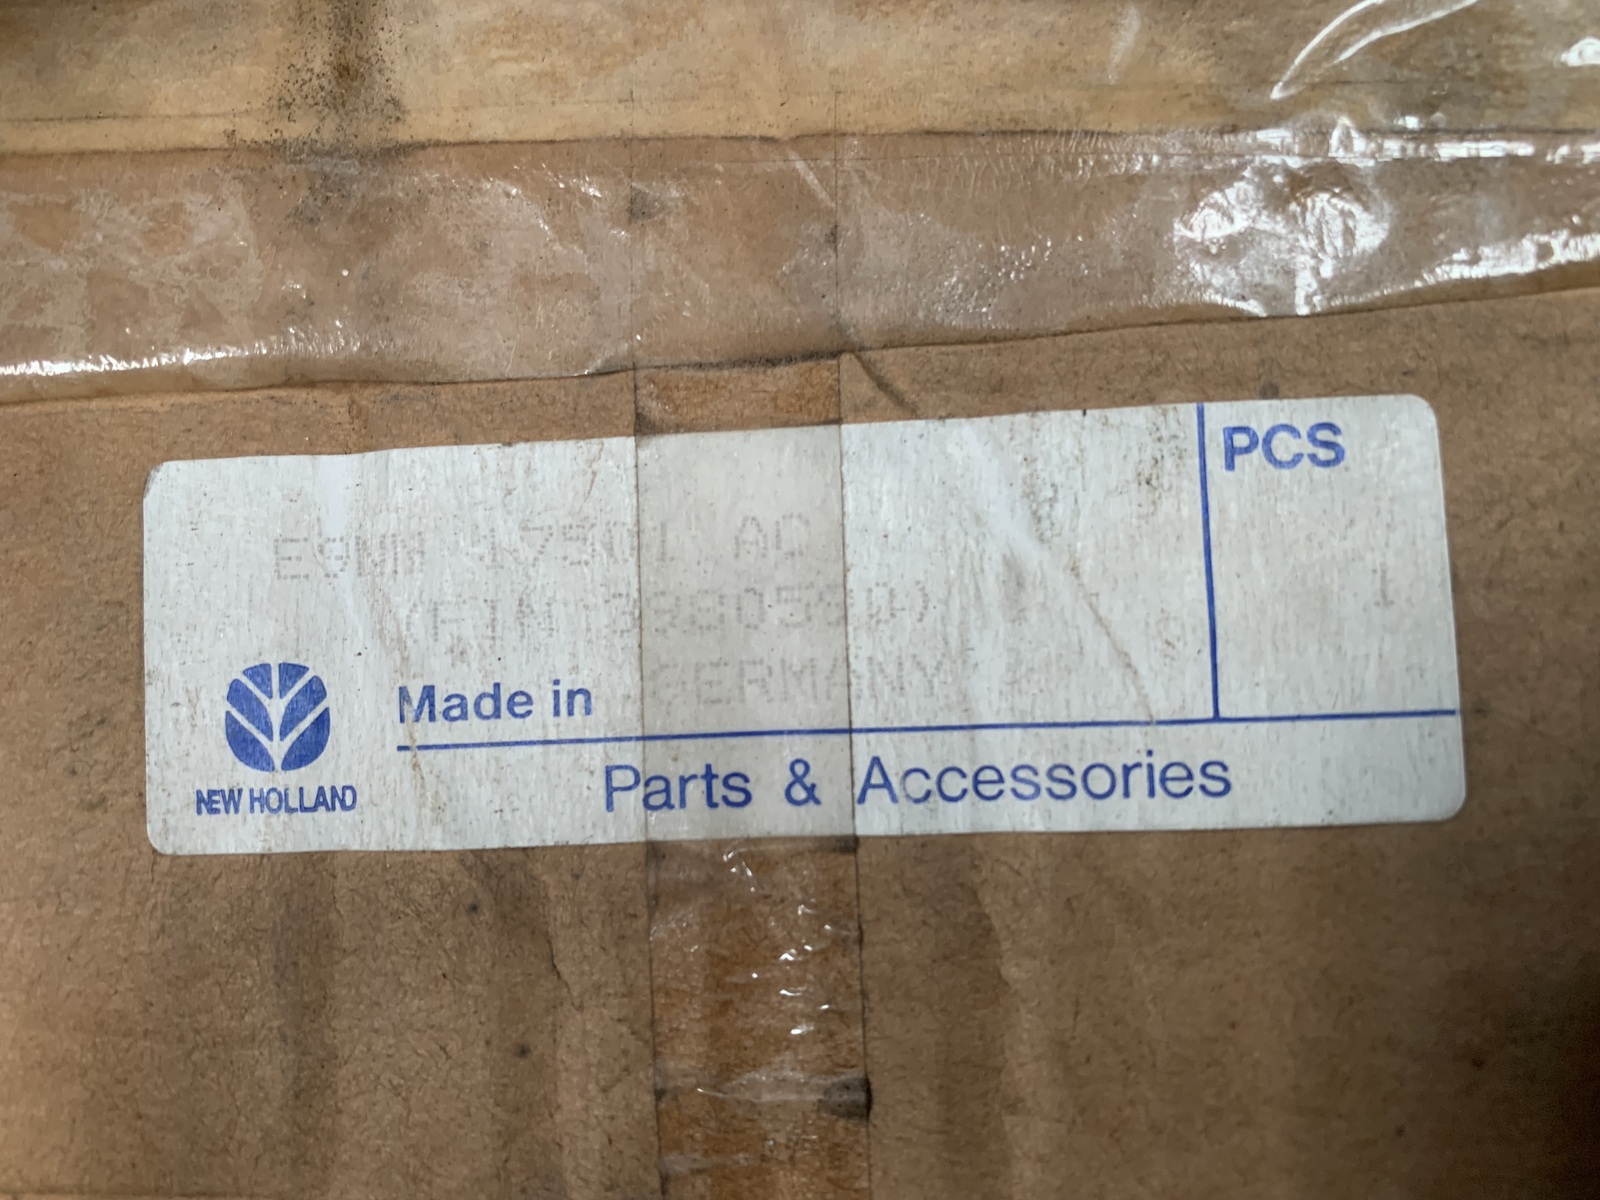 PCS
E9NN 17501 AC
1
GERMANY
Made in
NEW HOLLAND
Parts & Accessories